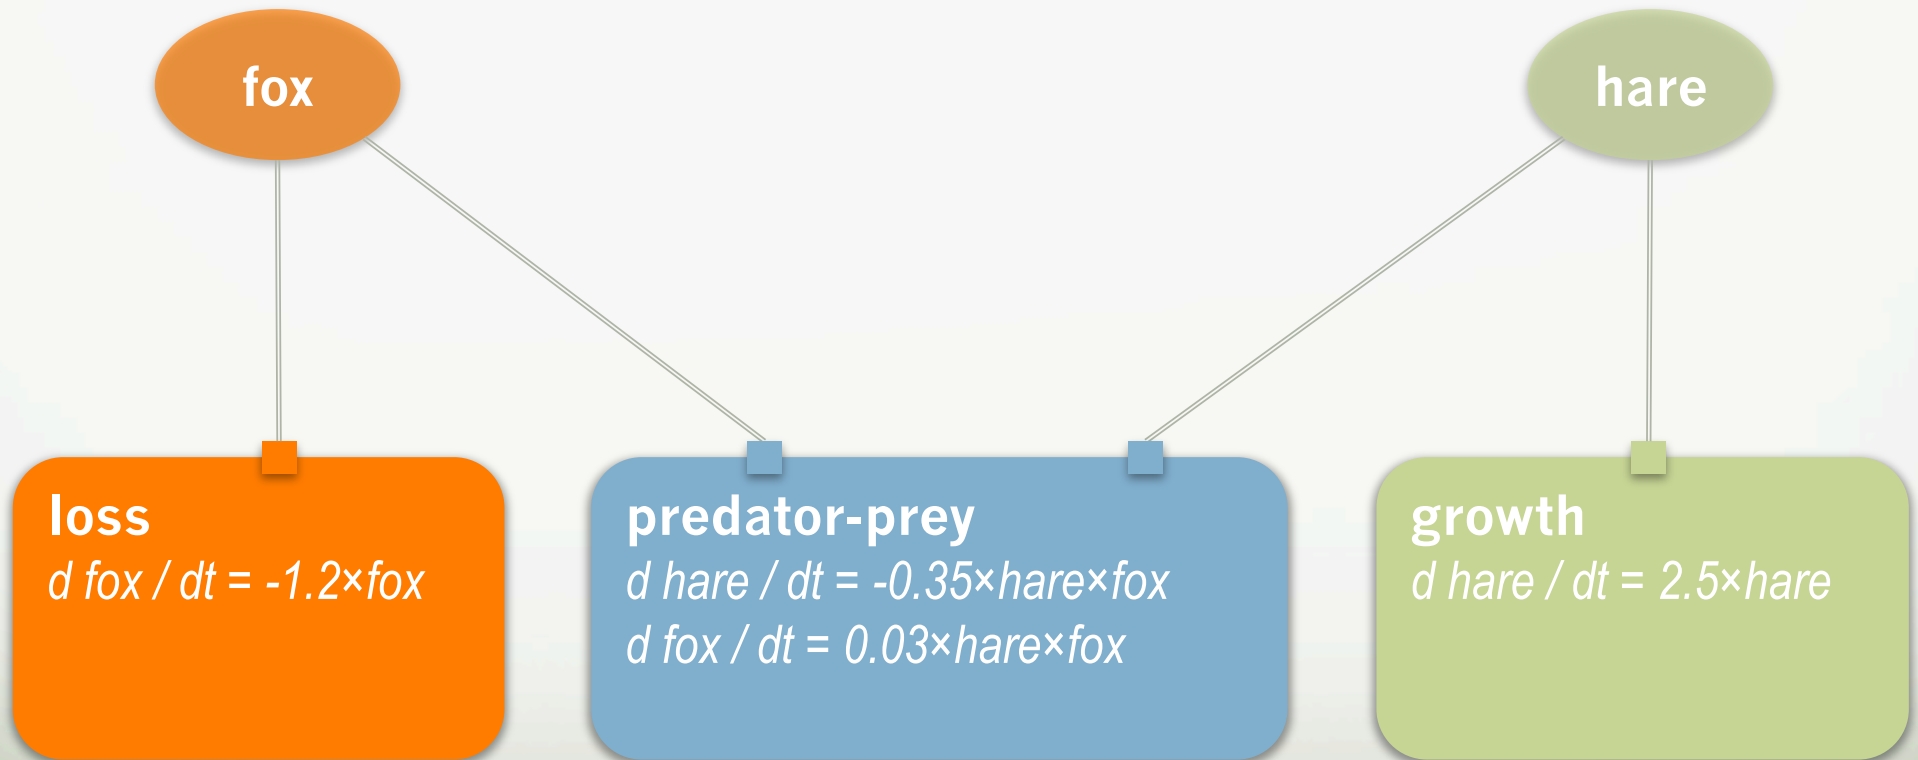 fox
hare
loss
d fox / dt = -1.2×fox
predator-prey
d hare / dt = -0.35×hare×fox
d fox / dt = 0.03×hare×fox
growth
d hare / dt = 2.5×hare